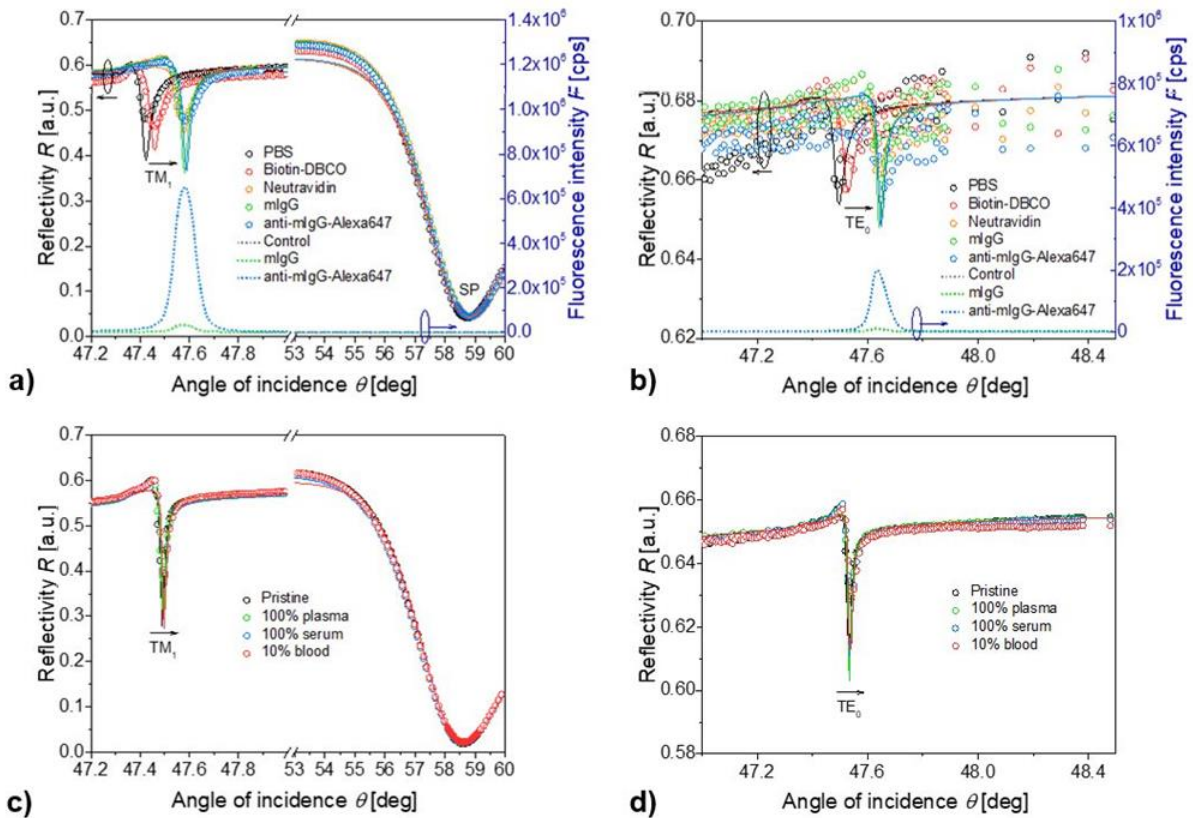 0.7
0.6
0.5
0.4
0.3
0.2
0.1
0.0
Reflectivity R [a.u.]
1.4x10⁶
1.2x10⁶
1.0x10⁶
8.0x10⁵
6.0x10⁵
4.0x10⁵
2.0x10⁵
0.0
Fluorescence intensity F [cps]
TM₁
PBS
Biotin-DBCO
Neutravidin
mIgG
anti-mIgG-Alexa647
Control
mIgG
anti-mIgG-Alexa647
SP
47.2 47.4 47.6 47.8 53 54 55 56 57 58 59 60
Angle of incidence θ [deg]
a)
0.70
0.68
0.66
0.64
0.62
Reflectivity R [a.u.]
1x10⁶
8x10⁵
6x10⁵
4x10⁵
2x10⁵
0
Fluorescence intensity F [cps]
TE₀
PBS
Biotin-DBCO
Neutravidin
mIgG
anti-mIgG-Alexa647
Control
mIgG
anti-mIgG-Alexa647
47.2 47.6 48.0 48.4
Angle of incidence θ [deg]
b)
0.7
0.6
0.5
0.4
0.3
0.2
0.1
0.0
Reflectivity R [a.u.]
TM₁
Pristine
100% plasma
100% serum
10% blood
47.2 47.4 47.6 47.8 53 54 55 56 57 58 59 60
Angle of incidence θ [deg]
c)
0.68
0.66
0.64
0.62
0.60
0.58
Reflectivity R [a.u.]
Pristine
100% plasma
100% serum
10% blood
TE₀
47.2 47.6 48.0 48.4
Angle of incidence θ [deg]
d)